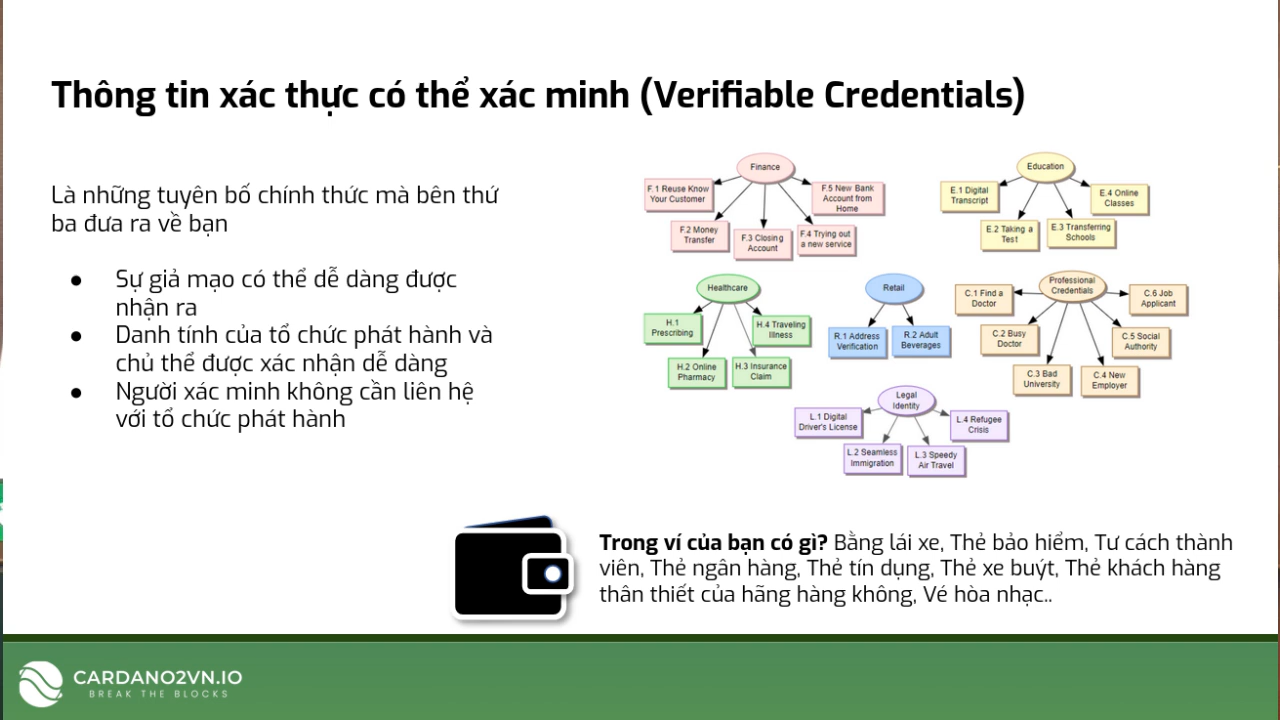 Thông tin xác thực có thể xác minh (Verifiable Credentials)
Là những tuyên bố chính thức mà bên thứ
ba đưa ra về bạn
● Sự giả mạo có thể dễ dàng được
nhận ra
● Danh tính của tổ chức phát hành và
chủ thể được xác nhận dễ dàng
● Người xác minh không cần liên hệ
với tổ chức phát hành
Finance
F.1 Reuse Know
Your Customer
F.2 Money
Transfer
F.3 Closing
Account
F.4 Trying out
a new service
F.5 New Bank
Account from
Home
Education
E.1 Digital
Transcript
E.2 Taking a
Test
E.3 Transferring
Schools
E.4 Online
Classes
Healthcare
H.1
Prescribing
H.2 Online
Pharmacy
H.3 Insurance
Claim
H.4 Traveling
Illness
Retail
R.1 Address
Verification
R.2 Adult
Beverages
Professional
Credentials
C.1 Find a
Doctor
C.2 Busy
Doctor
C.3 Bad
University
C.4 New
Employer
C.5 Social
Authority
C.6 Job
Applicant
Legal
Identity
L.1 Digital
Driver's License
L.2 Seamless
Immigration
L.3 Speedy
Air Travel
L.4 Refugee
Crisis
Trong ví của bạn có gì? Bằng lái xe, Thẻ bảo hiểm, Tư cách thành
viên, Thẻ ngân hàng, Thẻ tín dụng, Thẻ xe buýt, Thẻ khách hàng
thân thiết của hãng hàng không, Vé hòa nhạc..
CARDANO2VN.IO
BREAK THE BLOCKS